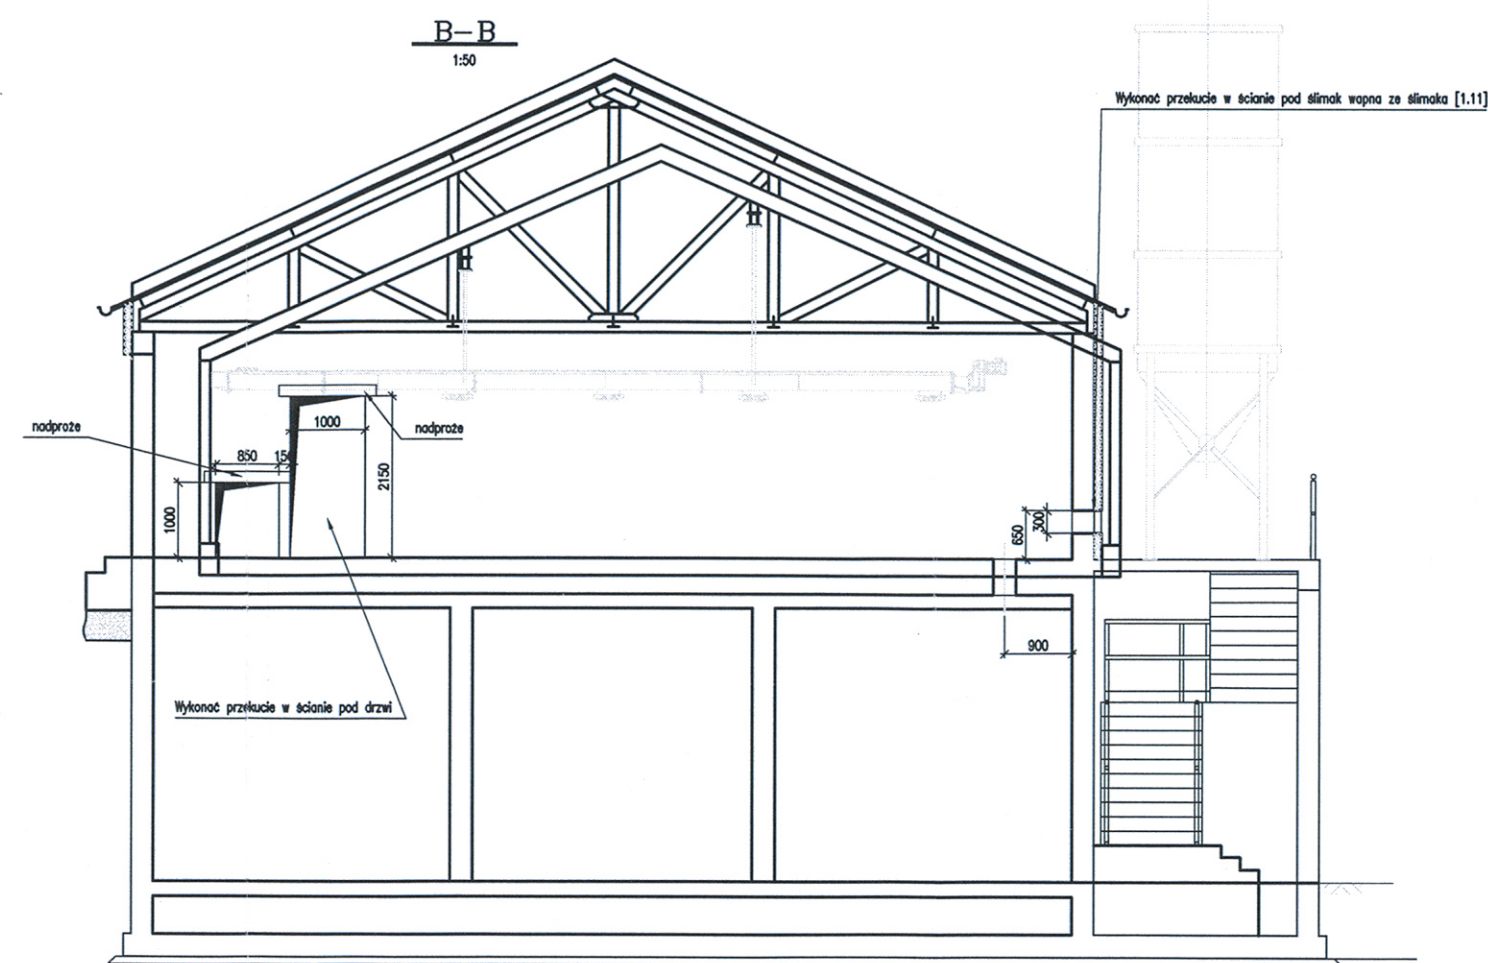 B-B
1:50
Wykonać przekucie w ścianie pod ślimak wapna ze ślimaka [1.11]
nadproże
1000
nadproże
850
150
2150
1000
650
300
900
Wykonać przekucie w ścianie pod drzwi